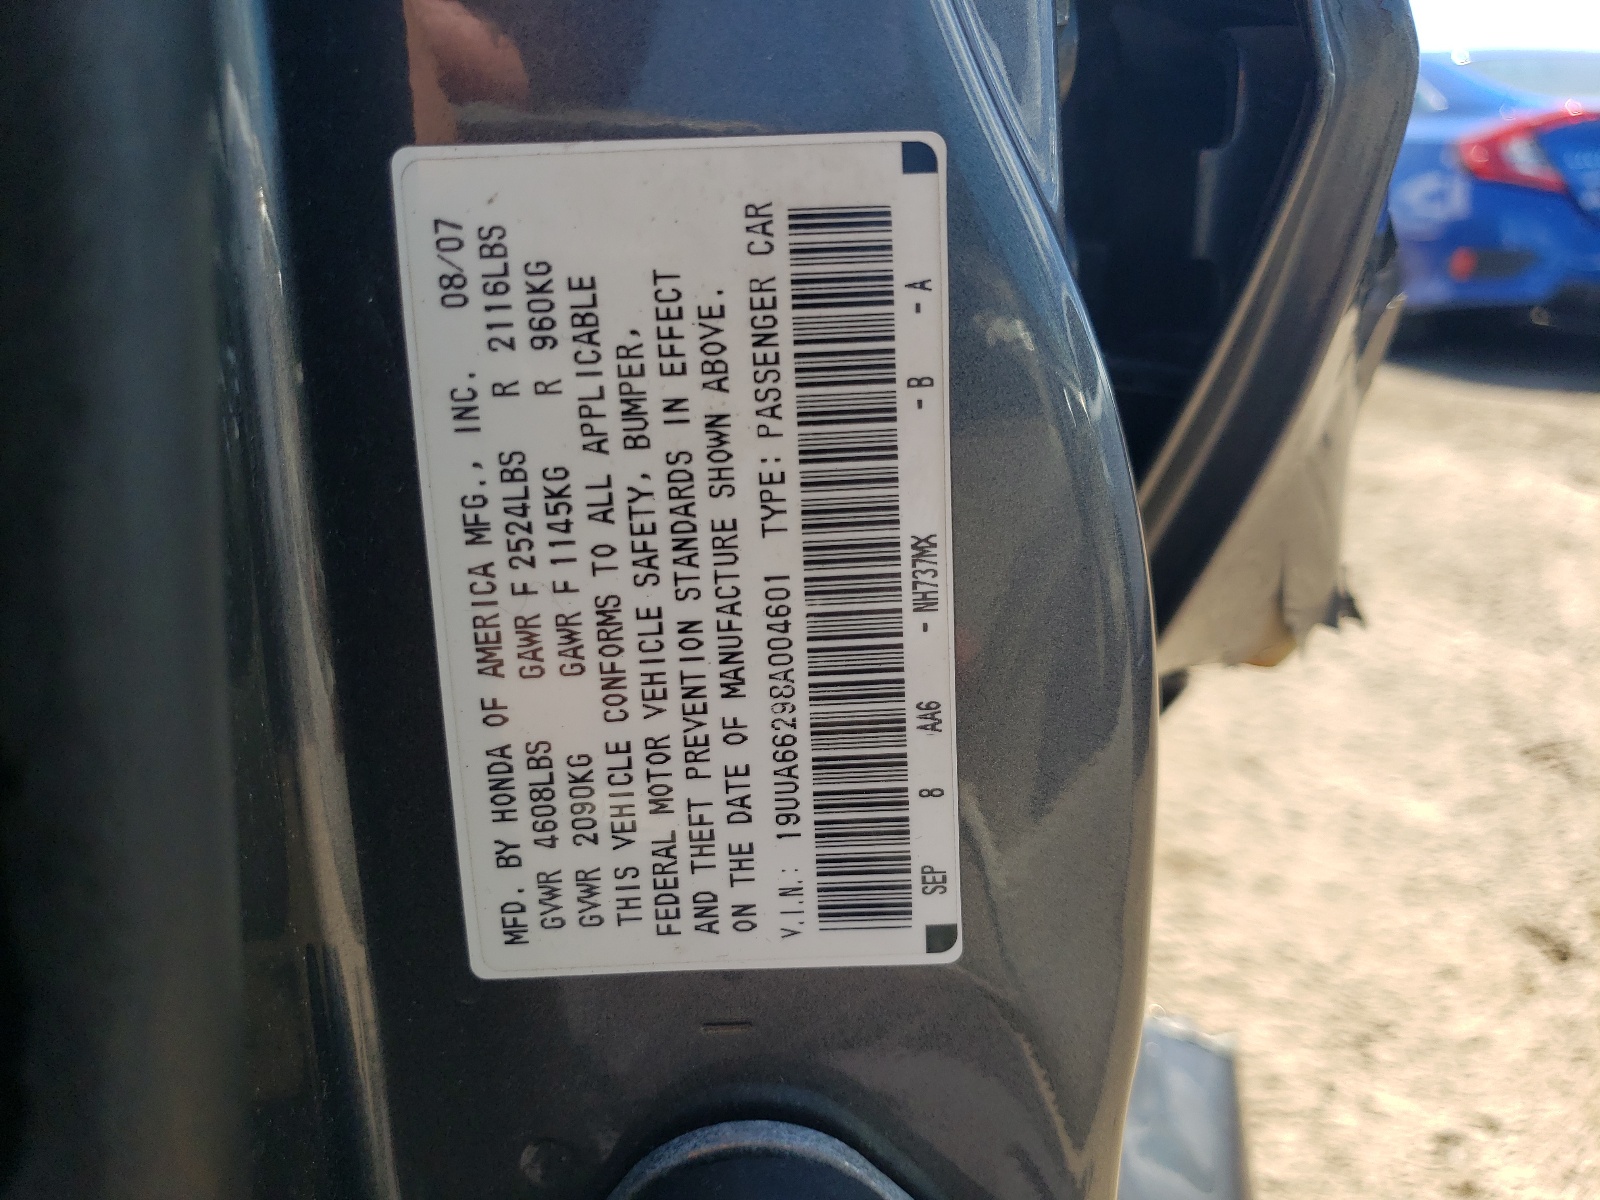 MFD. BY HONDA OF AMERICA MFG., INC. 08/07
GVWR 4608LBS GAWR F 2524LBS R 2116LBS
GVWR 2090KG GAWR F 1145KG R 960KG
THIS VEHICLE CONFORMS TO ALL APPLICABLE
FEDERAL MOTOR VEHICLE SAFETY, BUMPER,
AND THEFT PREVENTION STANDARDS IN EFFECT
ON THE DATE OF MANUFACTURE SHOWN ABOVE.
V.I.N.: 19UUA66298A004601 TYPE: PASSENGER CAR
SEP 8 AA6 - NH737MX - B - A